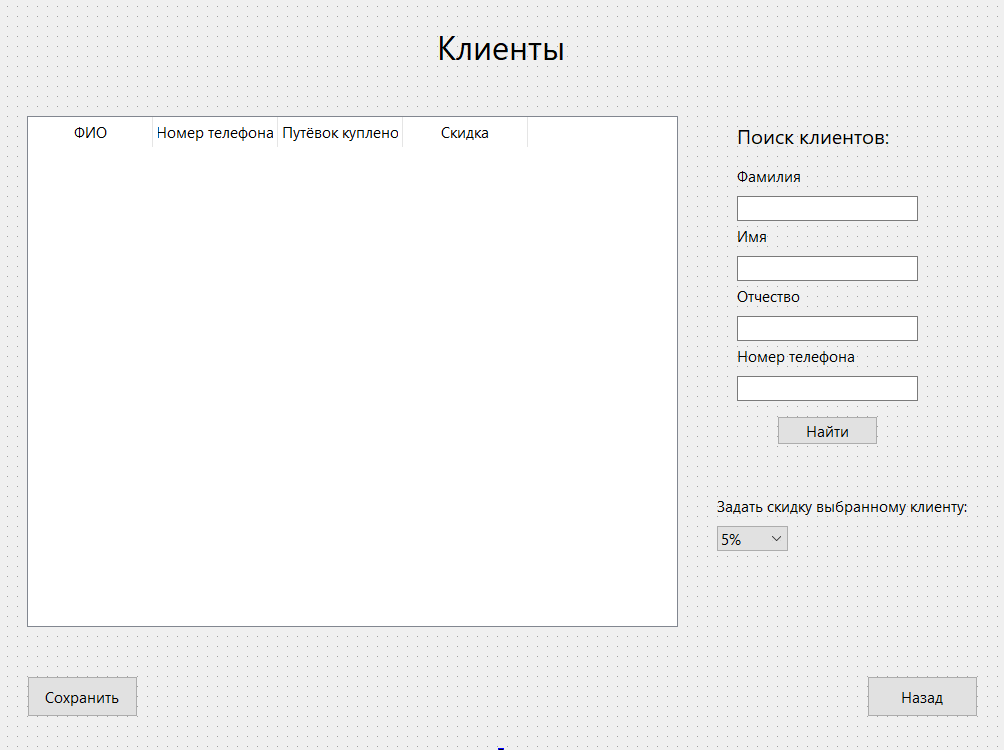 Клиенты
ФИО Номер телефона Путёвок куплено Скидка
Поиск клиентов:
Фамилия
Имя
Отчество
Номер телефона
Найти
Задать скидку выбранному клиенту:
5%
Сохранить
Назад